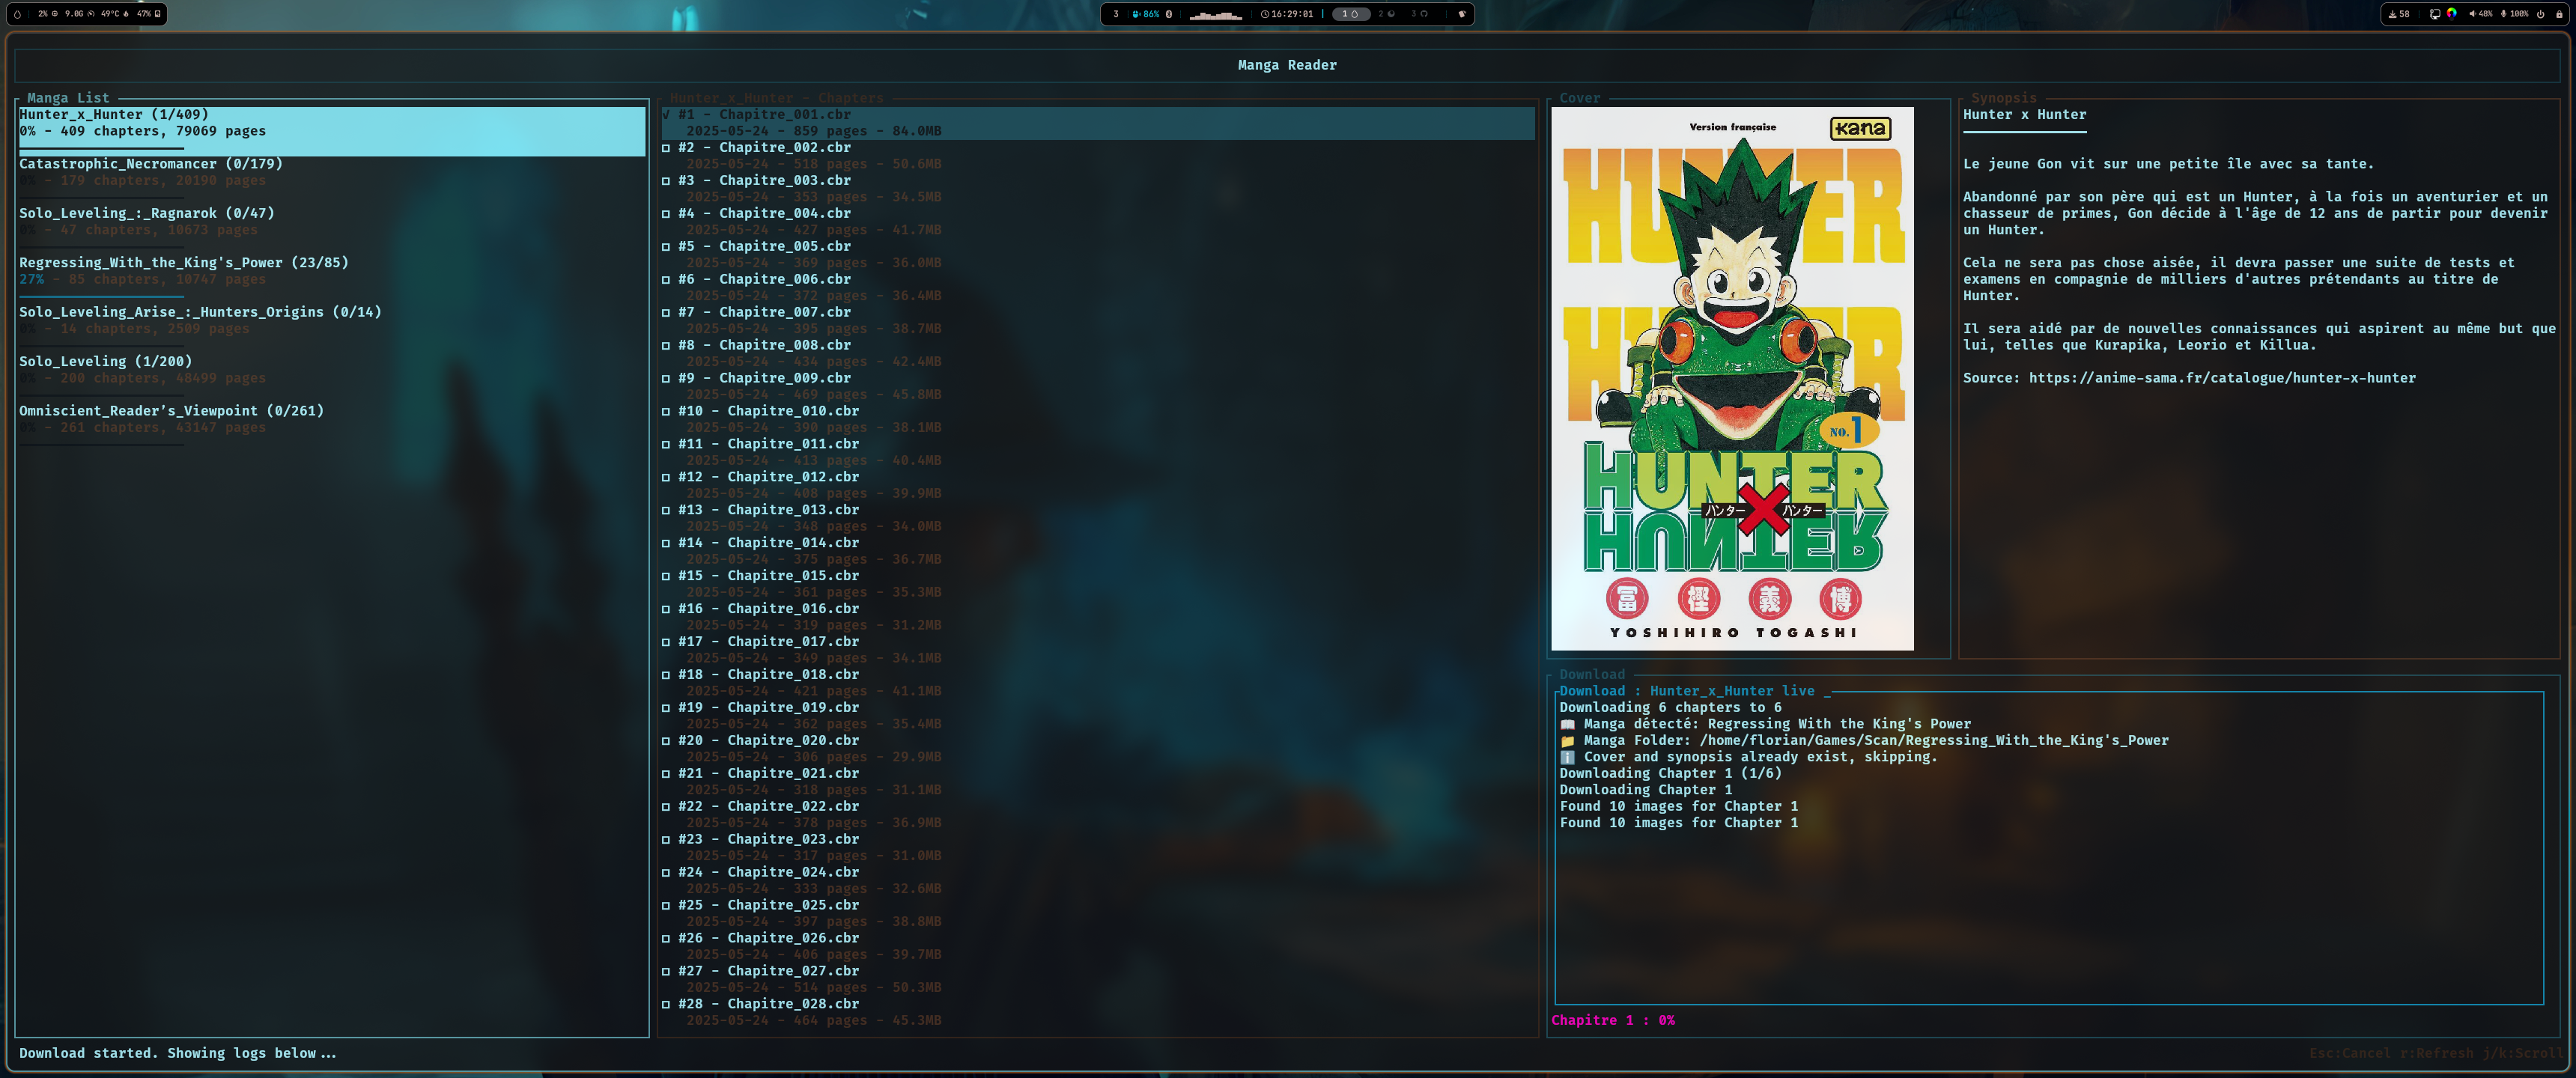 2% 9.0G 49°C 47%
3 86% 16:29:01 1 2 3
58 48% 100%
Manga Reader
Manga List
Hunter_x_Hunter (1/409)
0% - 409 chapters, 79069 pages
Catastrophic_Necromancer (0/179)
0% - 179 chapters, 20190 pages
Solo_Leveling_:_Ragnarok (0/47)
0% - 47 chapters, 10673 pages
Regressing_With_the_King's_Power (23/85)
27% - 85 chapters, 10747 pages
Solo_Leveling_Arise_:_Hunters_Origins (0/14)
0% - 14 chapters, 2509 pages
Solo_Leveling (1/200)
0% - 200 chapters, 48499 pages
Omniscient_Reader’s_Viewpoint (0/261)
0% - 261 chapters, 43147 pages
Hunter_x_Hunter - Chapters
√ #1 - Chapitre_001.cbr
2025-05-24 - 859 pages - 84.0MB
□ #2 - Chapitre_002.cbr
2025-05-24 - 518 pages - 50.6MB
□ #3 - Chapitre_003.cbr
2025-05-24 - 353 pages - 34.5MB
□ #4 - Chapitre_004.cbr
2025-05-24 - 427 pages - 41.7MB
□ #5 - Chapitre_005.cbr
2025-05-24 - 369 pages - 36.0MB
□ #6 - Chapitre_006.cbr
2025-05-24 - 372 pages - 36.4MB
□ #7 - Chapitre_007.cbr
2025-05-24 - 395 pages - 38.7MB
□ #8 - Chapitre_008.cbr
2025-05-24 - 434 pages - 42.4MB
□ #9 - Chapitre_009.cbr
2025-05-24 - 469 pages - 45.8MB
□ #10 - Chapitre_010.cbr
2025-05-24 - 390 pages - 38.1MB
□ #11 - Chapitre_011.cbr
2025-05-24 - 413 pages - 40.4MB
□ #12 - Chapitre_012.cbr
2025-05-24 - 408 pages - 39.9MB
□ #13 - Chapitre_013.cbr
2025-05-24 - 348 pages - 34.0MB
□ #14 - Chapitre_014.cbr
2025-05-24 - 375 pages - 36.7MB
□ #15 - Chapitre_015.cbr
2025-05-24 - 361 pages - 35.3MB
□ #16 - Chapitre_016.cbr
2025-05-24 - 319 pages - 31.2MB
□ #17 - Chapitre_017.cbr
2025-05-24 - 349 pages - 34.1MB
□ #18 - Chapitre_018.cbr
2025-05-24 - 421 pages - 41.1MB
□ #19 - Chapitre_019.cbr
2025-05-24 - 362 pages - 35.4MB
□ #20 - Chapitre_020.cbr
2025-05-24 - 306 pages - 29.9MB
□ #21 - Chapitre_021.cbr
2025-05-24 - 318 pages - 31.1MB
□ #22 - Chapitre_022.cbr
2025-05-24 - 378 pages - 36.9MB
□ #23 - Chapitre_023.cbr
2025-05-24 - 317 pages - 31.0MB
□ #24 - Chapitre_024.cbr
2025-05-24 - 333 pages - 32.6MB
□ #25 - Chapitre_025.cbr
2025-05-24 - 397 pages - 38.8MB
□ #26 - Chapitre_026.cbr
2025-05-24 - 406 pages - 39.7MB
□ #27 - Chapitre_027.cbr
2025-05-24 - 514 pages - 50.3MB
□ #28 - Chapitre_028.cbr
2025-05-24 - 464 pages - 45.3MB
Cover
Version française
kana
HUNTER
HUNTER
NO.1
HUNTER
ハンター×ハンター
HUNTER
冨樫義博
YOSHIHIRO TOGASHI
Synopsis
Hunter x Hunter
Le jeune Gon vit sur une petite île avec sa tante.
Abandonné par son père qui est un Hunter, à la fois un aventurier et un
chasseur de primes, Gon décide à l'âge de 12 ans de partir pour devenir
un Hunter.
Cela ne sera pas chose aisée, il devra passer une suite de tests et
examens en compagnie de milliers d'autres prétendants au titre de
Hunter.
Il sera aidé par de nouvelles connaissances qui aspirent au même but que
lui, telles que Kurapika, Leorio et Killua.
Source: https://anime-sama.fr/catalogue/hunter-x-hunter
Download
Download : Hunter_x_Hunter live _
Downloading 6 chapters to 6
Manga détecté: Regressing With the King's Power
Manga Folder: /home/florian/Games/Scan/Regressing_With_the_King's_Power
Cover and synopsis already exist, skipping.
Downloading Chapter 1 (1/6)
Downloading Chapter 1
Found 10 images for Chapter 1
Found 10 images for Chapter 1
Chapitre 1 : 0%
Download started. Showing logs below...
Esc:Cancel r:Refresh j/k:Scroll